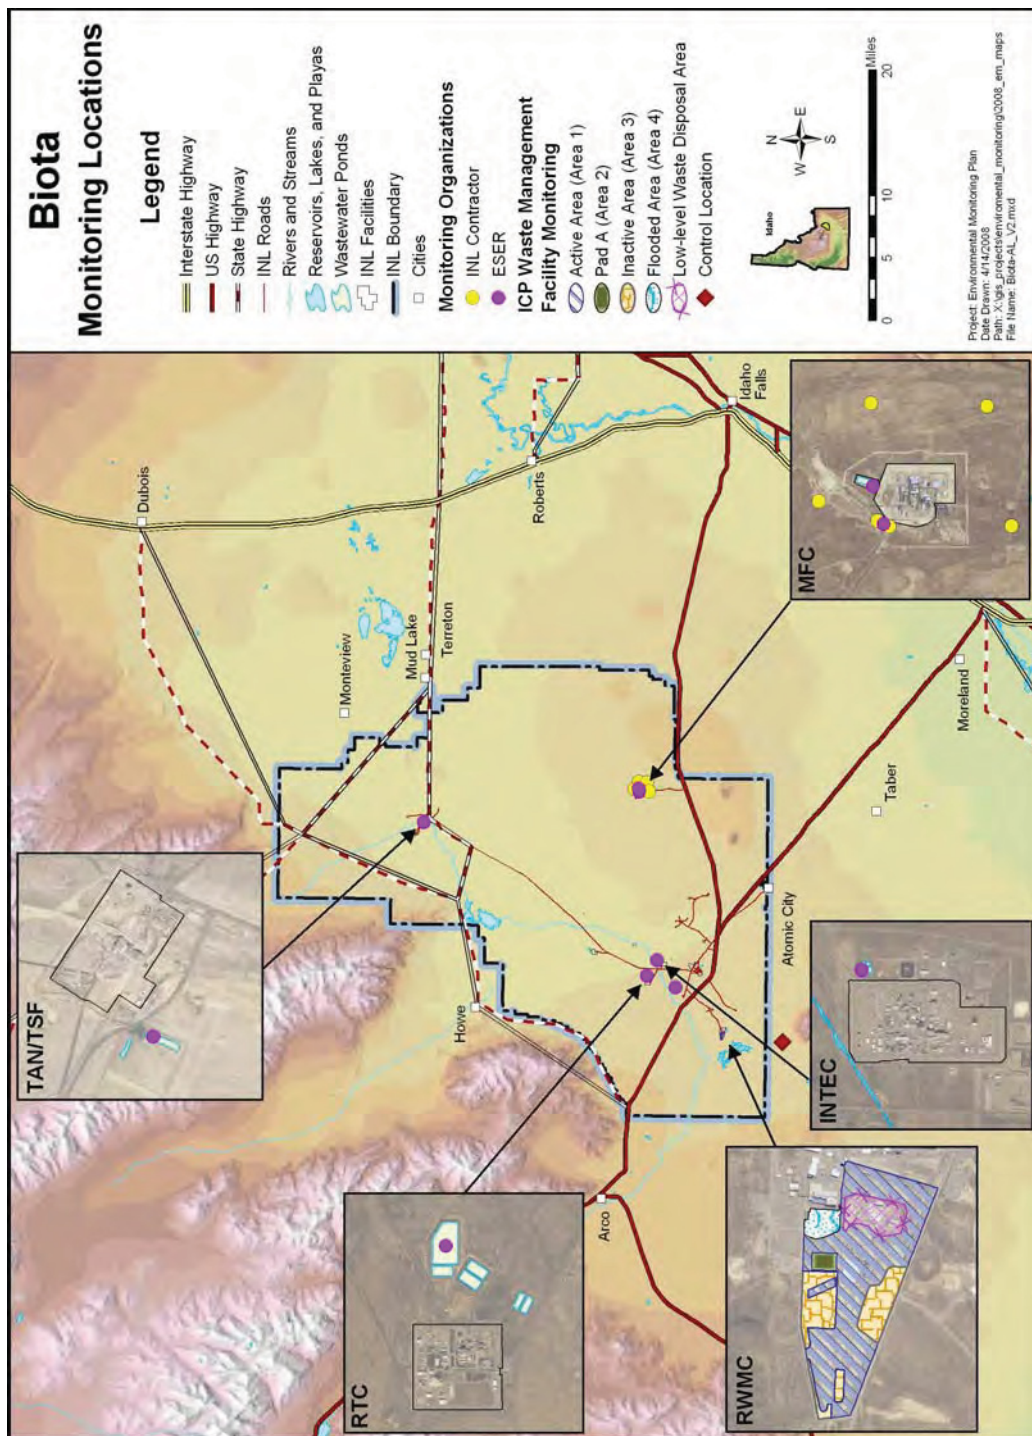 Biota
Monitoring Locations
Legend
Interstate Highway
US Highway
State Highway
INL Roads
Rivers and Streams
Reservoirs, Lakes, and Playas
Wastewater Ponds
INL Facilities
INL Boundary
Cities
Monitoring Organizations
INL Contractor
ESER
ICP Waste Management
Facility Monitoring
Active Area (Area 1)
Pad A (Area 2)
Inactive Area (Area 3)
Flooded Area (Area 4)
Low-level Waste Disposal Area
Control Location
Idaho
N
W
E
S
0
5
10
20
Miles
Project: Environmental Monitoring Plan
Date Drawn: 4/14/2008
Path: X:\gis_projects\enviromental_monitoring\2008_em_maps
File Name: Biota-AL_V2.mxd
TAN/TSF
Dubois
Monteview
Mud Lake
Terreton
Roberts
Howe
RTC
Arco
Idaho
Falls
Atomic City
Taber
Moreland
RWMC
INTEC
MFC